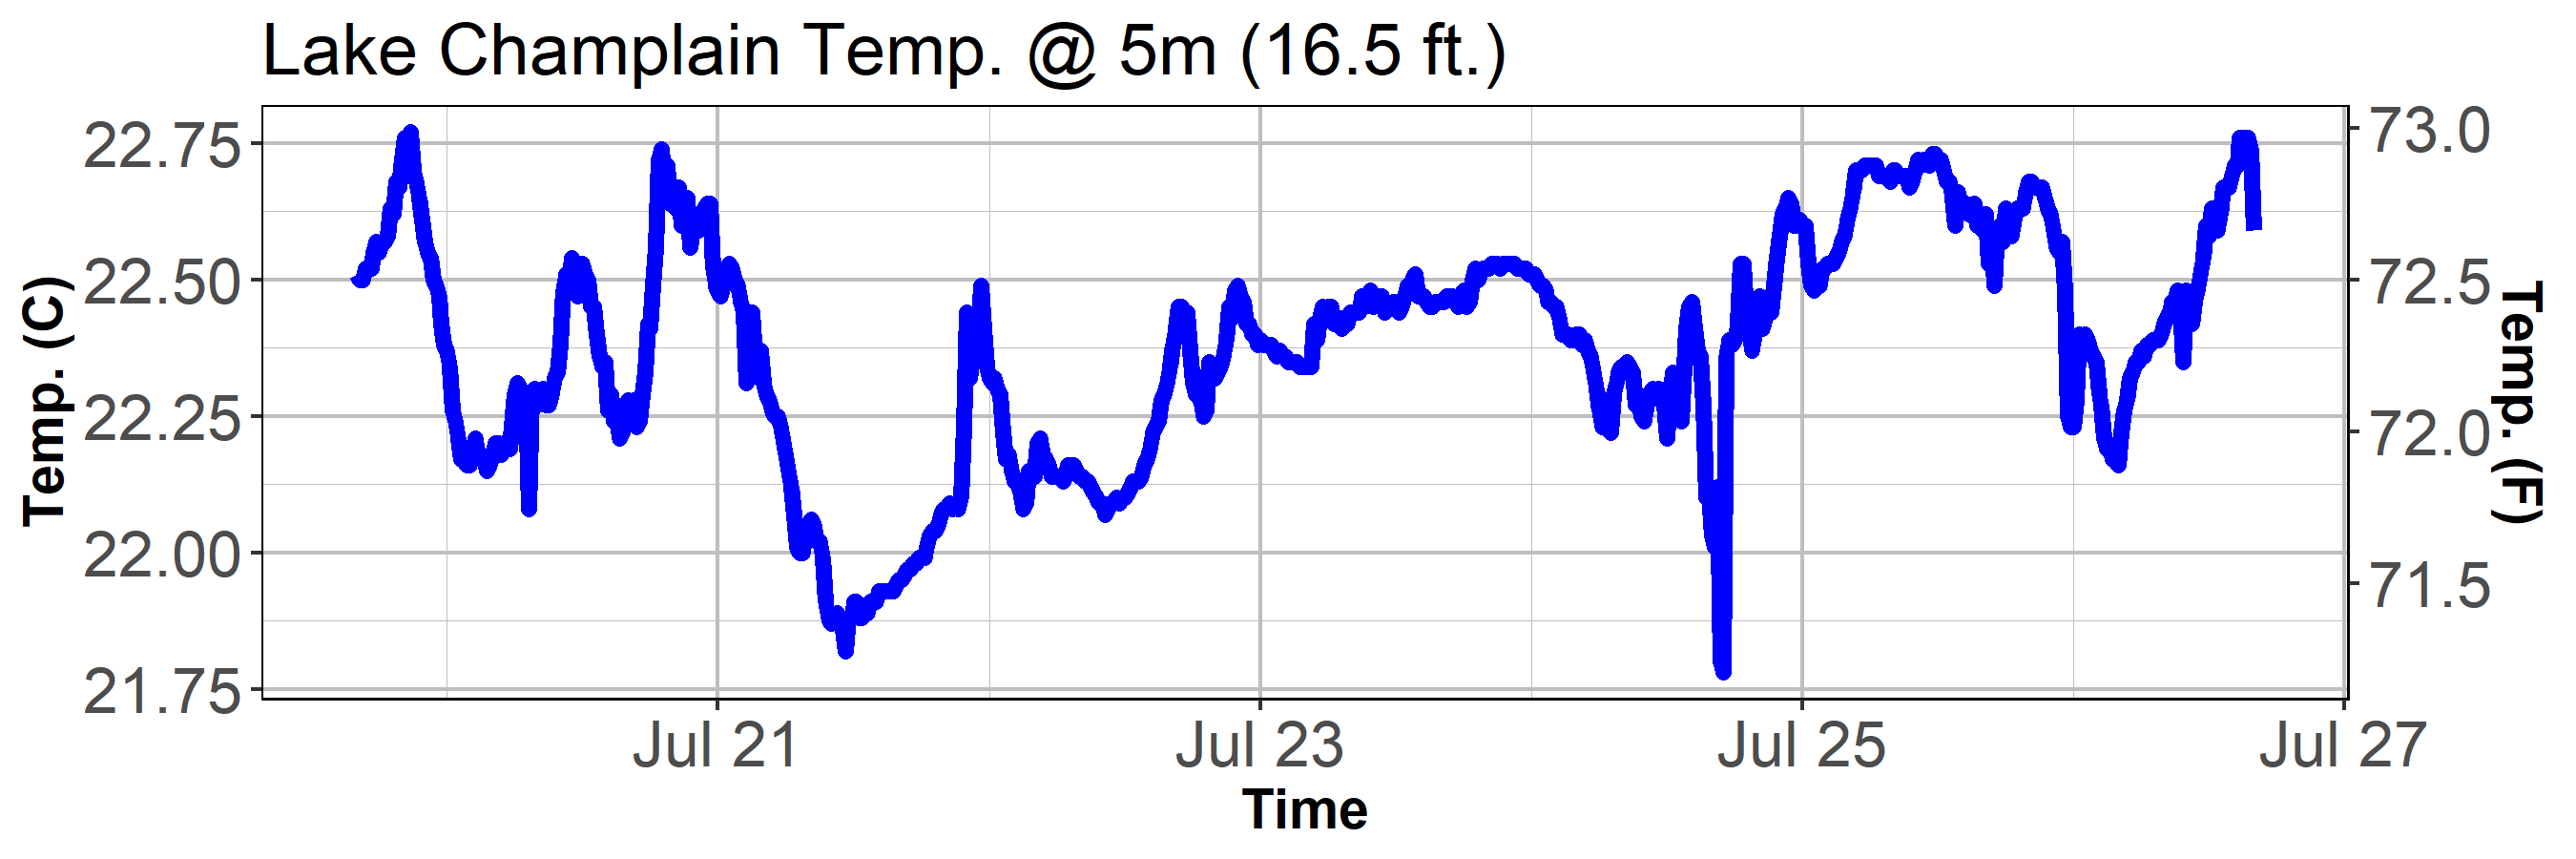 Lake Champlain Temp. @ 5m (16.5 ft.)
Temp. (C)
22.75
22.50
22.25
22.00
21.75
73.0
72.5
72.0
71.5
Temp. (F)
Jul 21 Jul 23 Jul 25 Jul 27
Time